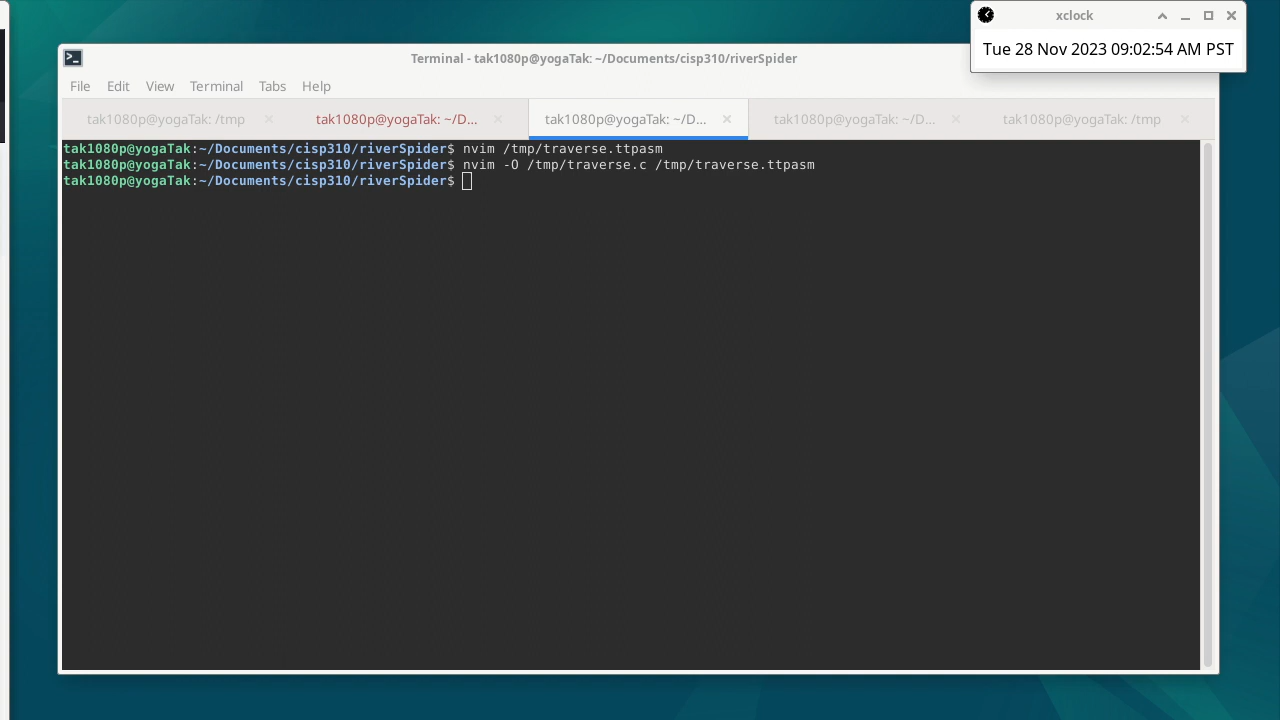 xclock
Tue 28 Nov 2023 09:02:54 AM PST
Terminal - tak1080p@yogaTak: ~/Documents/cisp310/riverSpider
File Edit View Terminal Tabs Help
tak1080p@yogaTak: /tmp tak1080p@yogaTak: ~/D... tak1080p@yogaTak: ~/D... tak1080p@yogaTak: ~/D... tak1080p@yogaTak: /tmp
tak1080p@yogaTak:~/Documents/cisp310/riverSpider$ nvim /tmp/traverse.ttpasm
tak1080p@yogaTak:~/Documents/cisp310/riverSpider$ nvim -O /tmp/traverse.c /tmp/traverse.ttpasm
tak1080p@yogaTak:~/Documents/cisp310/riverSpider$